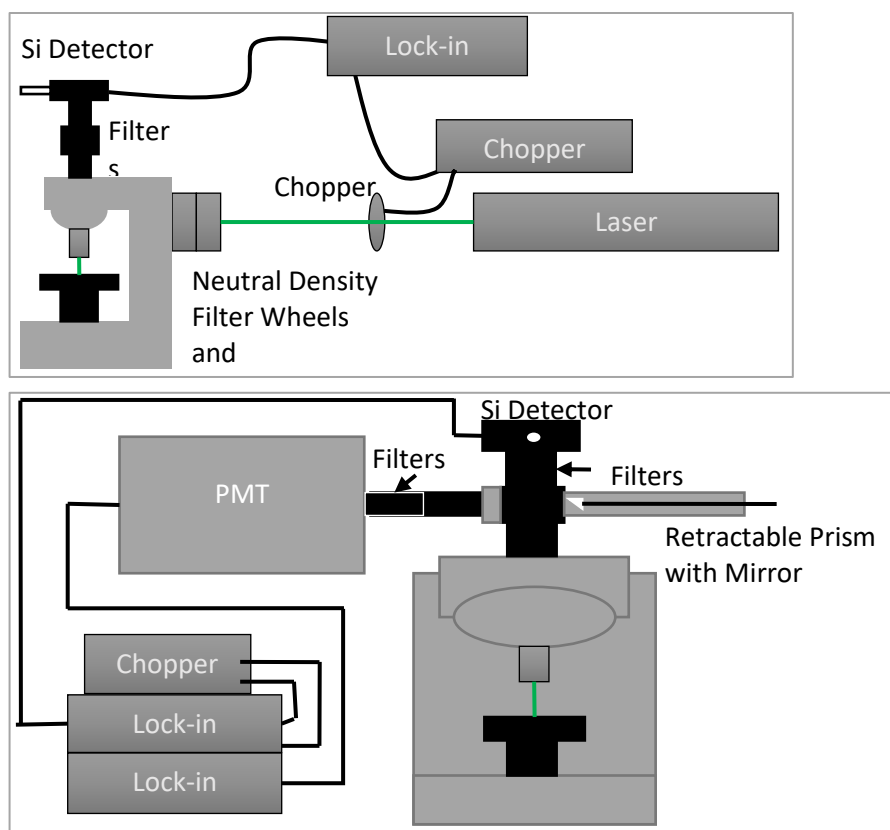 Lock-in
Si Detector
Filter
s
Chopper
Chopper
Laser
Neutral Density
Filter Wheels
and
Si Detector
Filters
Filters
PMT
Retractable Prism
with Mirror
Chopper
Lock-in
Lock-in